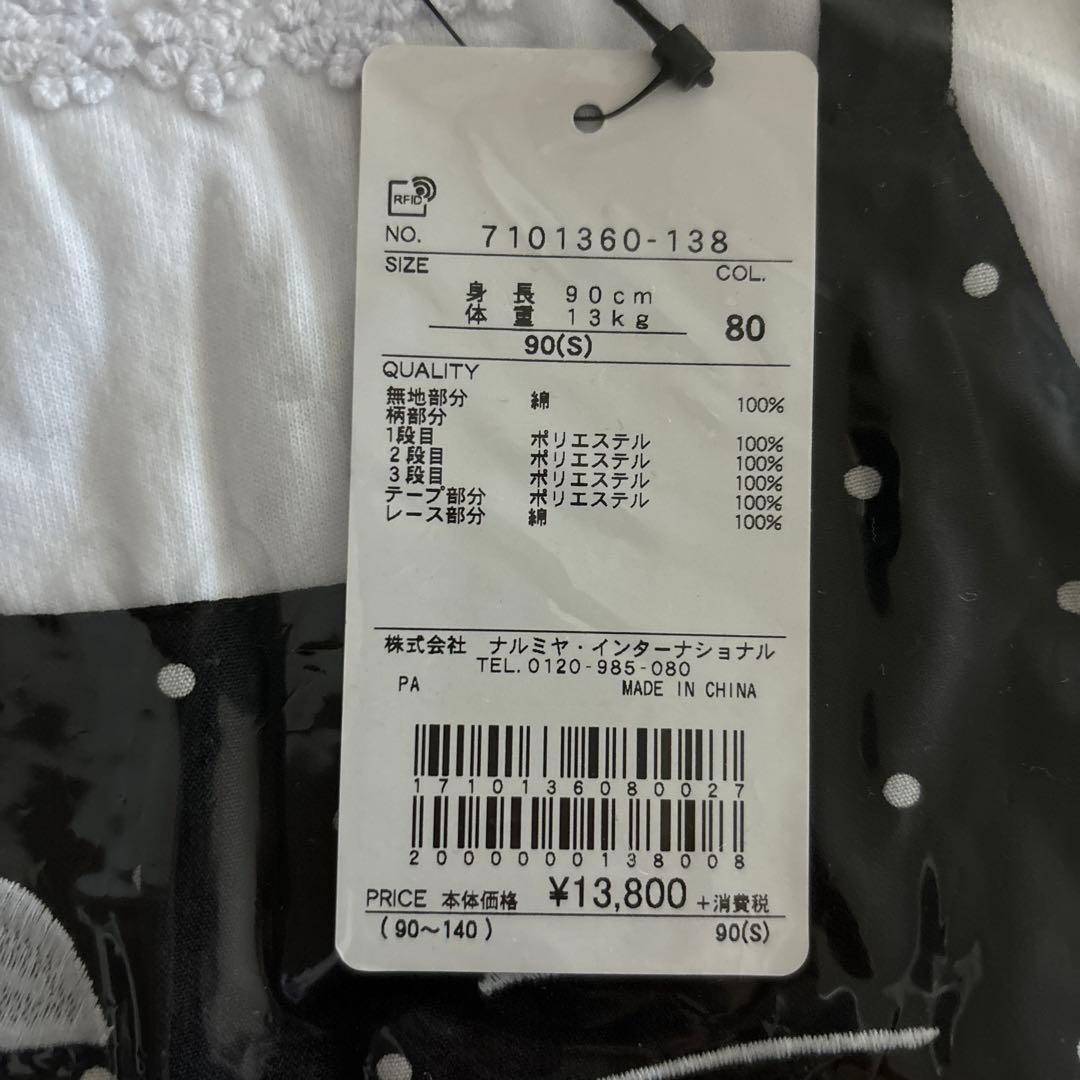 RFID
NO. 7101360-138
SIZE COL.
身長 90cm
体重 13kg 80
90(S)
QUALITY
無地部分 綿 100%
柄部分
1段目 ポリエステル 100%
2段目 ポリエステル 100%
3段目 ポリエステル 100%
テープ部分 ポリエステル 100%
レース部分 綿 100%
株式会社 ナルミヤ・インターナショナル
TEL.0120-985-080
PA MADE IN CHINA
1710136080027
2000000138008
PRICE 本体価格 ¥13,800 +消費税
(90〜140) 90(S)